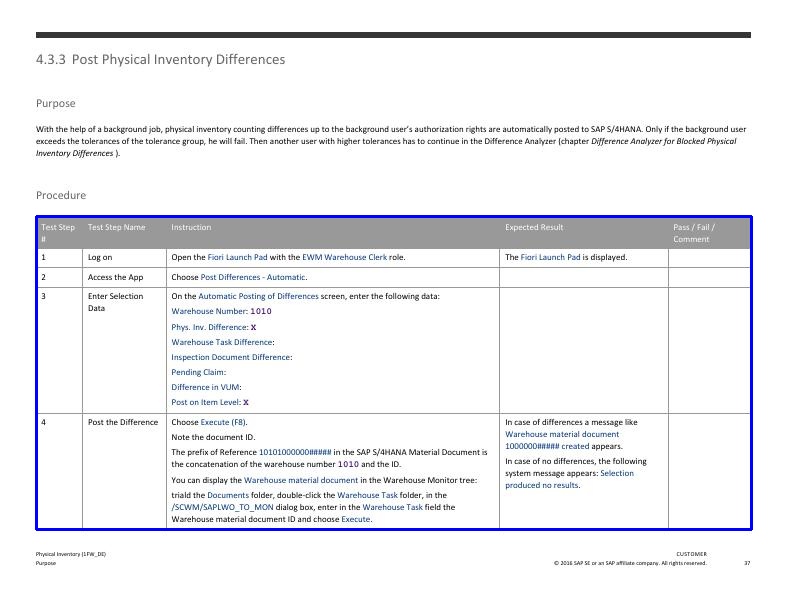 4.3.3 Post Physical Inventory Differences
Purpose
With the help of a background job, physical inventory counting differences up to the background user's authorization rights are automatically posted to SAP S/4HANA. Only if the background user
exceeds the tolerances of the tolerance group, he will fail. Then another user with higher tolerances has to continue in the Difference Analyzer (chapter Difference Analyzer for Blocked Physical
Inventory Differences ).
Procedure
Test Step
#
Test Step Name
Instruction
Expected Result
Pass / Fail /
Comment
1
Log on
Open the Fiori Launch Pad with the EWM Warehouse Clerk role.
The Fiori Launch Pad is displayed.
2
Access the App
Choose Post Differences - Automatic.
3
Enter Selection
Data
On the Automatic Posting of Differences screen, enter the following data:
Warehouse Number: 1010
Phys. Inv. Difference: X
Warehouse Task Difference:
Inspection Document Difference:
Pending Claim:
Difference in VUM:
Post on Item Level: X
4
Post the Difference
Choose Execute (F8).
Note the document ID.
The prefix of Reference 10101000000##### in the SAP S/4HANA Material Document is
the concatenation of the warehouse number 1010 and the ID.
You can display the Warehouse material document in the Warehouse Monitor tree:
triald the Documents folder, double-click the Warehouse Task folder, in the
/SCWM/SAPLWO_TO_MON dialog box, enter in the Warehouse Task field the
Warehouse material document ID and choose Execute.
In case of differences a message like
Warehouse material document
1000000##### created appears.
In case of no differences, the following
system message appears: Selection
produced no results.
Physical Inventory (1FW_DE)
Purpose
CUSTOMER
© 2016 SAP SE or an SAP affiliate company. All rights reserved.
37